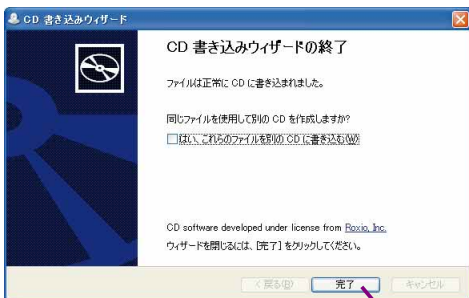 CD 書き込みウィザード
CD 書き込みウィザードの終了
ファイルは正常に CD に書き込まれました。
同じファイルを使用して別の CD を作成しますか?
はい、これらのファイルを別の CD に書き込む(W)
CD software developed under license from Roxio, Inc.
ウィザードを閉じるには、[完了] をクリックしてください。
< 戻る(B)
完了
キャンセル